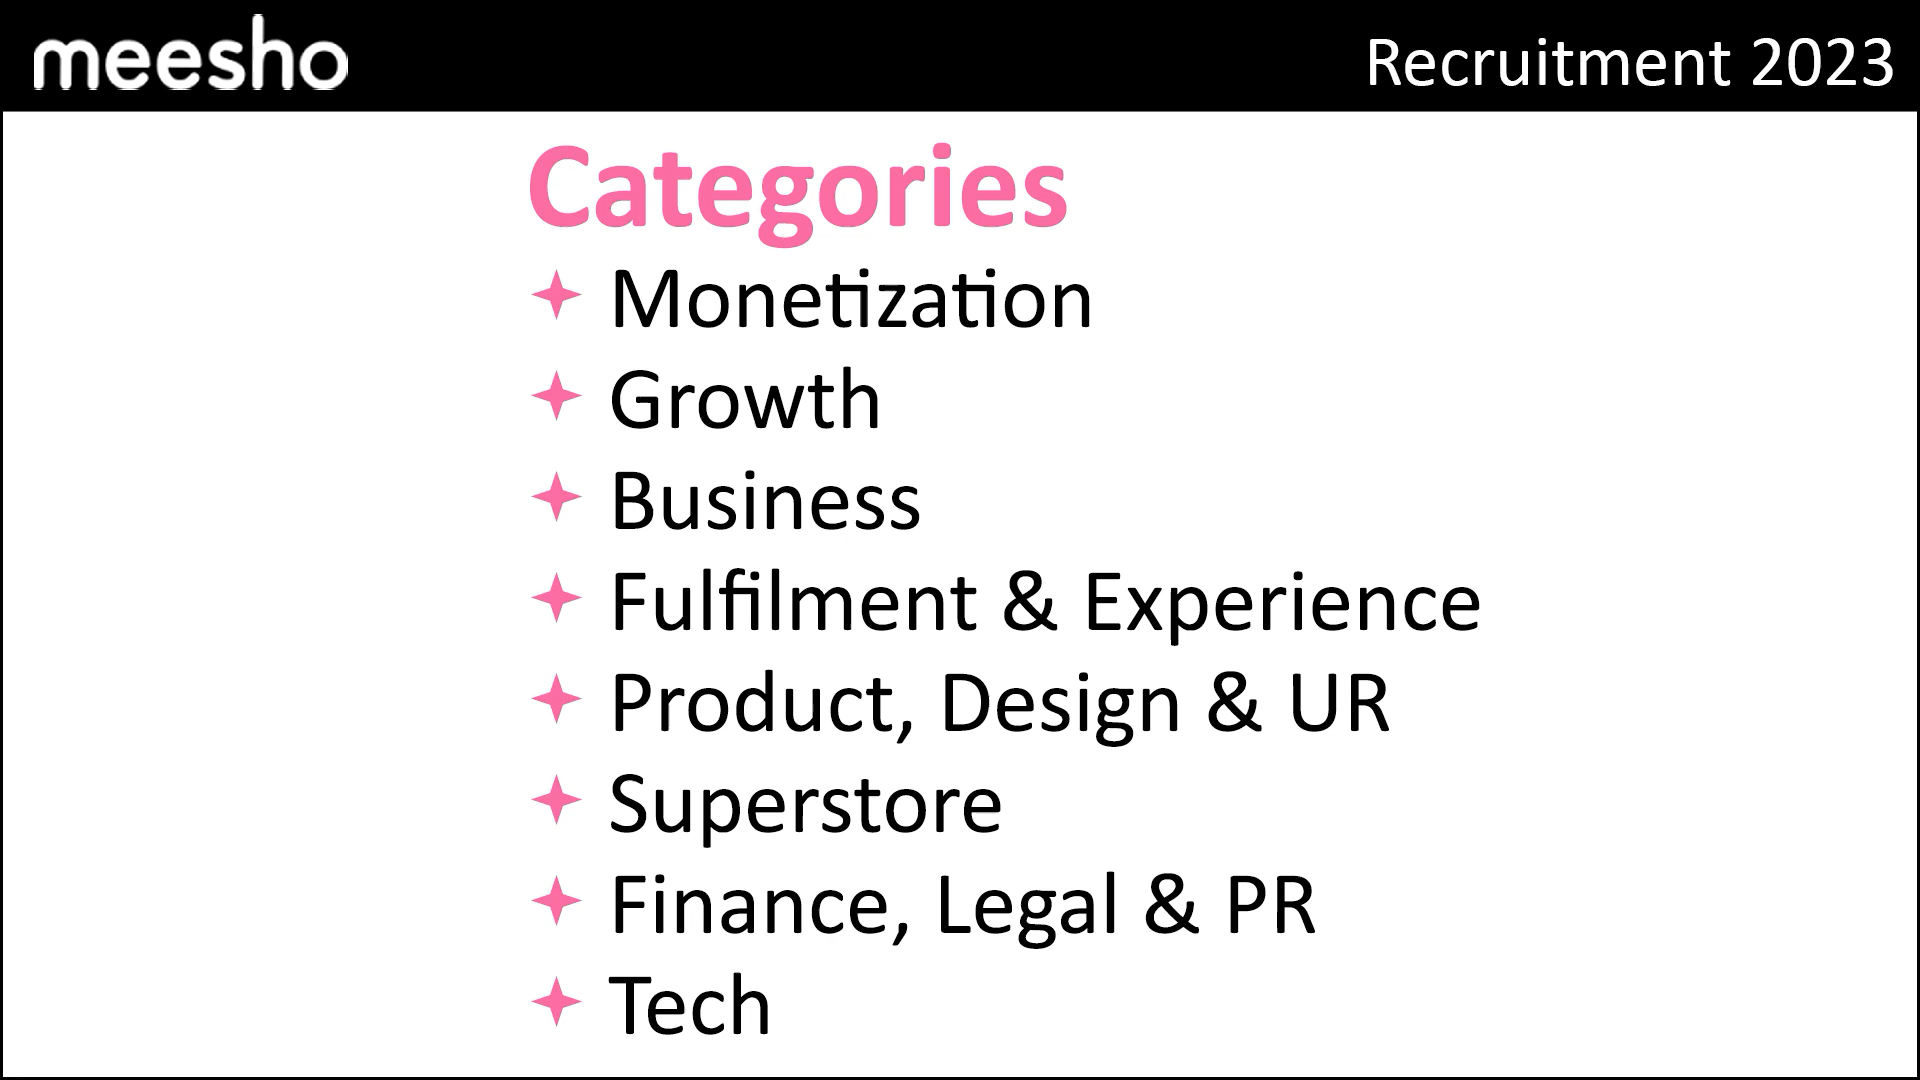 meesho
Recruitment 2023
Categories
Monetization
Growth
Business
Fulfilment & Experience
Product, Design & UR
Superstore
Finance, Legal & PR
Tech